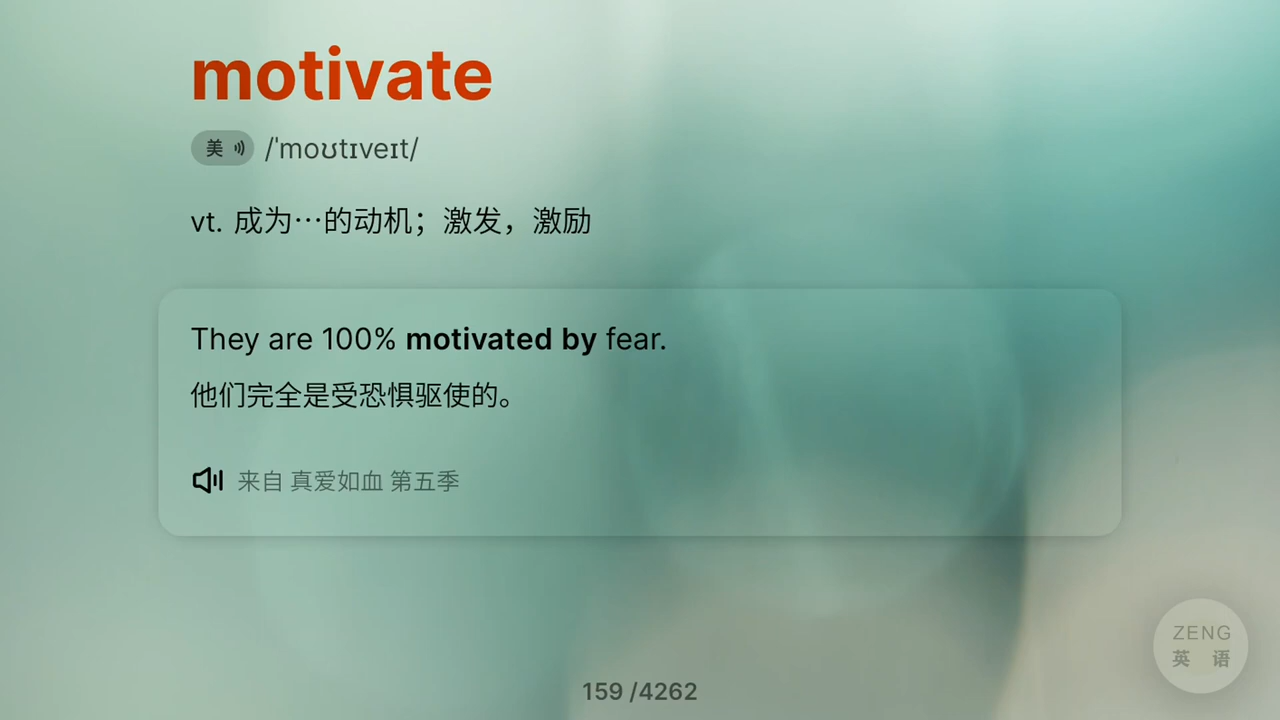 motivate
美 /ˈmoʊtɪveɪt/
vt. 成为…的动机；激发，激励
They are 100% motivated by fear.
他们完全是受恐惧驱使的。
来自 真爱如血 第五季
ZENG
英 语
159 /4262